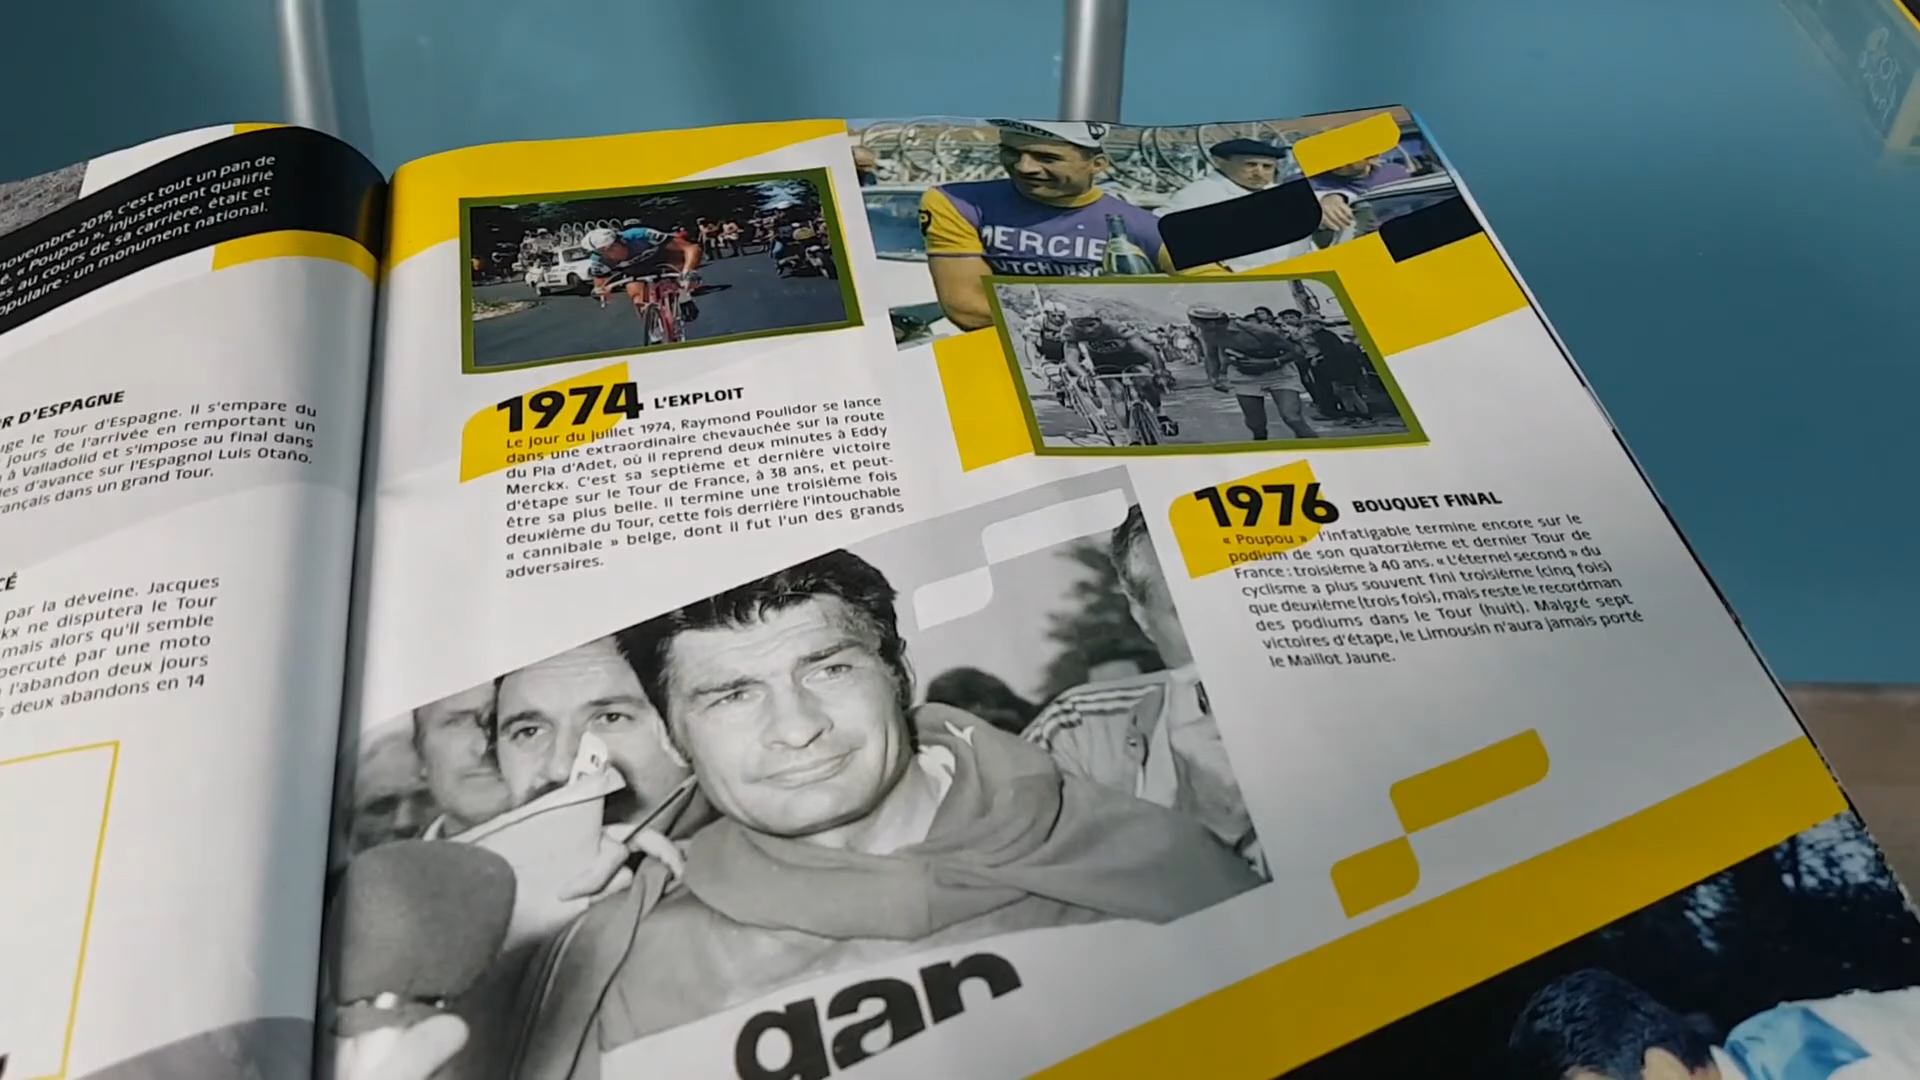 novembre 2019, c'est tout un pan de
é. « Poupou », injustement qualifié
es au cours de sa carrière, était et
opulaire : un monument national.
R D'ESPAGNE
uge le Tour d'Espagne. Il s'empare du
jours de l'arrivée en remportant un
à Valladolid et s'impose au final dans
es d'avance sur l'Espagnol Luis Otaño.
ançais dans un grand Tour.
CÉ
par la déveine. Jacques
kx ne disputera le Tour
mais alors qu'il semble
percuté par une moto
l'abandon deux jours
s deux abandons en 14
1974 L'EXPLOIT
Le jour du juillet 1974, Raymond Poulidor se lance
dans une extraordinaire chevauchée sur la route
du Pla d'Adet, où il reprend deux minutes à Eddy
Merckx. C'est sa septième et dernière victoire
d'étape sur le Tour de France, à 38 ans, et peut-
être sa plus belle. Il termine une troisième fois
deuxième du Tour, cette fois derrière l'intouchable
« cannibale » belge, dont il fut l'un des grands
adversaires.
MERCIE
UTCHINSO
1976 BOUQUET FINAL
« Poupou » l'infatigable termine encore sur le
podium de son quatorzième et dernier Tour de
France : troisième à 40 ans. « L'éternel second » du
cyclisme a plus souvent fini troisième (cinq fois)
que deuxième (trois fois), mais reste le recordman
des podiums dans le Tour (huit). Malgré sept
victoires d'étape, le Limousin n'aura jamais porté
le Maillot Jaune.
gan